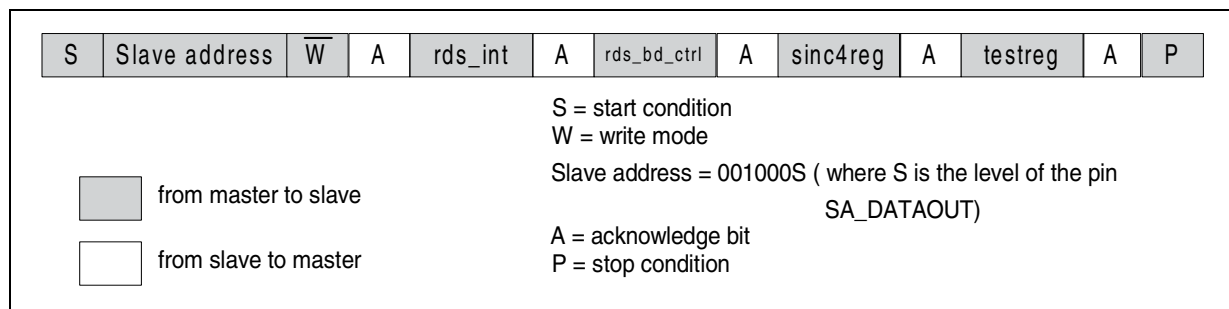 S Slave address W̅ A rds_int A rds_bd_ctrl A sinc4reg A testreg A P
S = start condition
W = write mode
Slave address = 001000S ( where S is the level of the pin
SA_DATAOUT)
from master to slave
A = acknowledge bit
from slave to master
P = stop condition